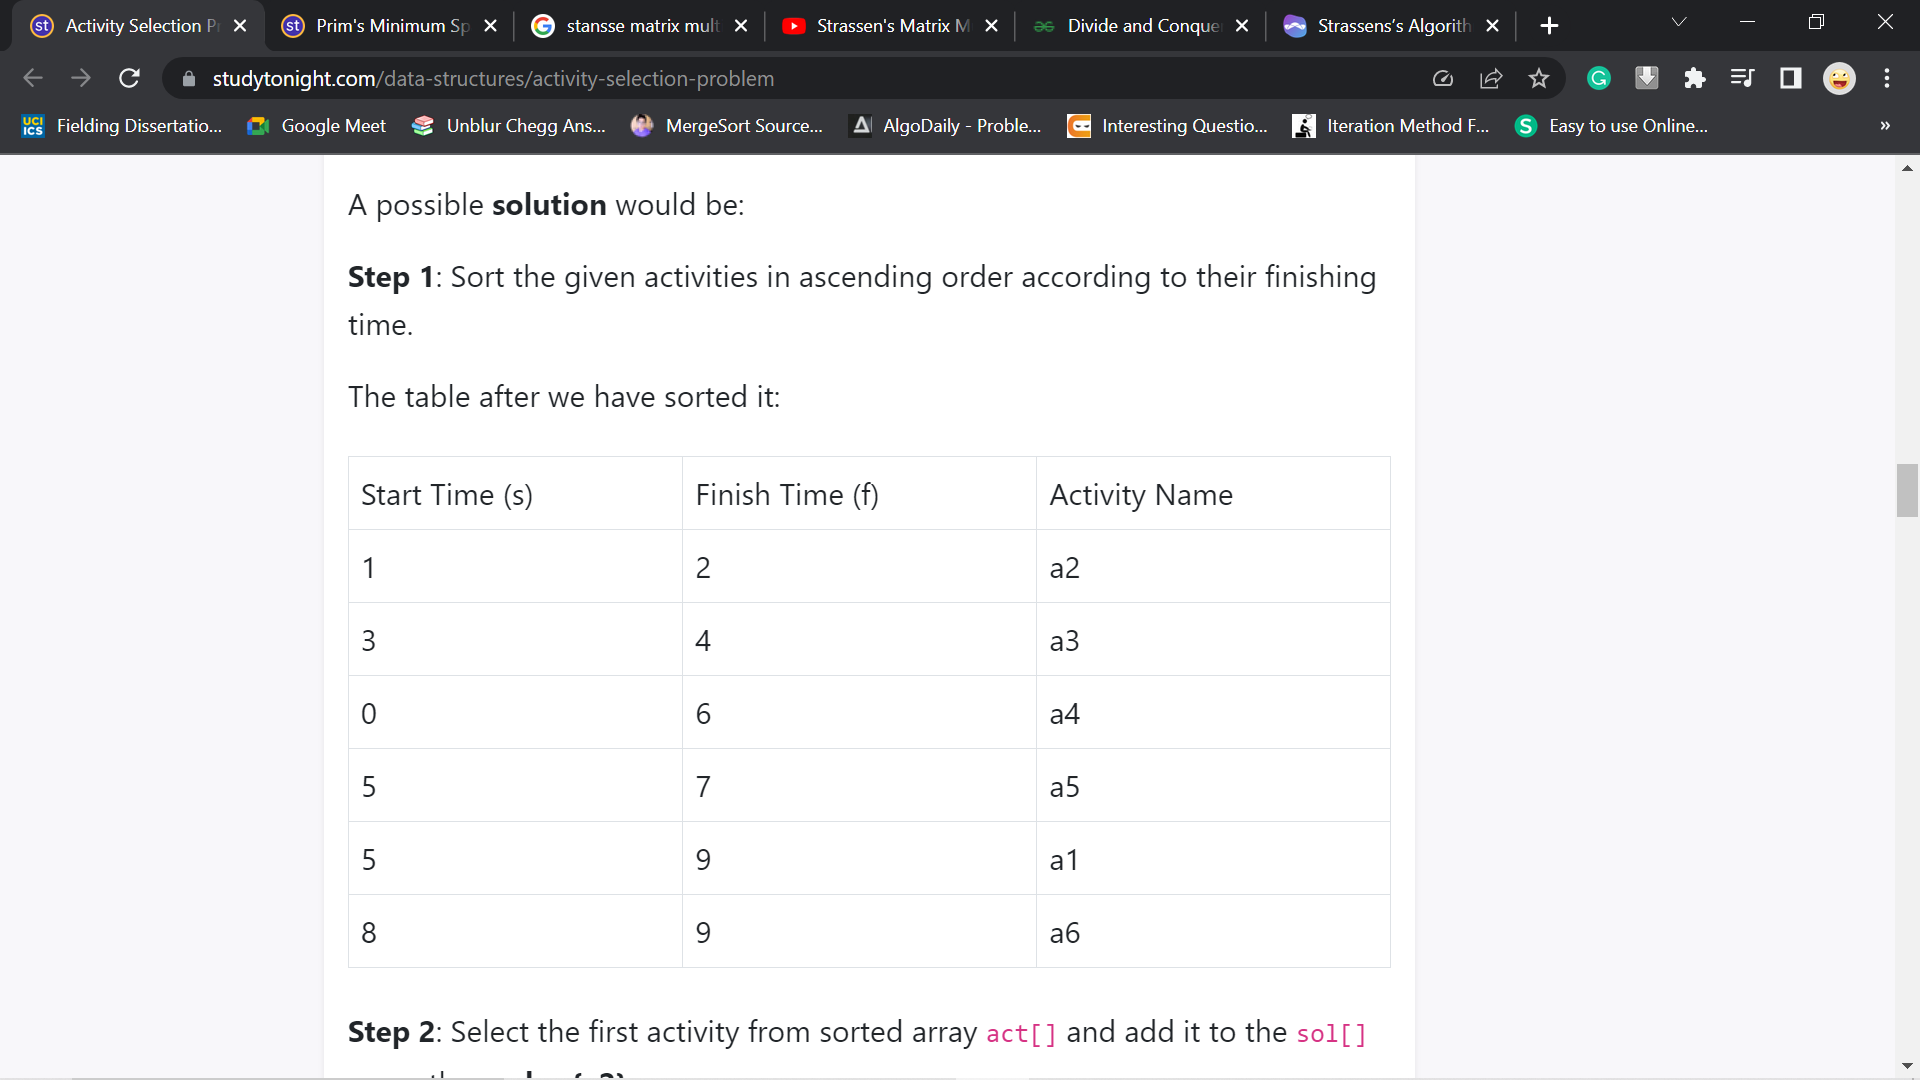 Activity Selection Pr
Prim's Minimum Sp
stansse matrix mult
Strassen's Matrix M
Divide and Conque
Strassens's Algorith
studytonight.com/data-structures/activity-selection-problem
UCI ICS Fielding Dissertatio...
Google Meet
Unblur Chegg Ans...
MergeSort Source...
AlgoDaily - Proble...
Interesting Questio...
Iteration Method F...
Easy to use Online...
A possible solution would be:
Step 1: Sort the given activities in ascending order according to their finishing
time.
The table after we have sorted it:
Start Time (s) Finish Time (f) Activity Name
1 2 a2
3 4 a3
0 6 a4
5 7 a5
5 9 a1
8 9 a6
Step 2: Select the first activity from sorted array act[] and add it to the sol[]